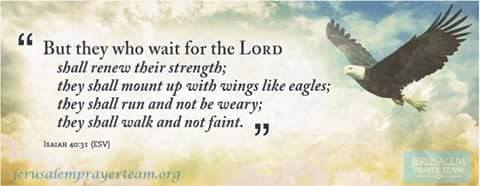 “ But they who wait for the LORD
shall renew their strength;
they shall mount up with wings like eagles;
they shall run and not be weary;
they shall walk and not faint. ”
ISAIAH 40:31 (ESV)
JERUSALEM
PRAYER TEAM
jerusalemprayerteam.org